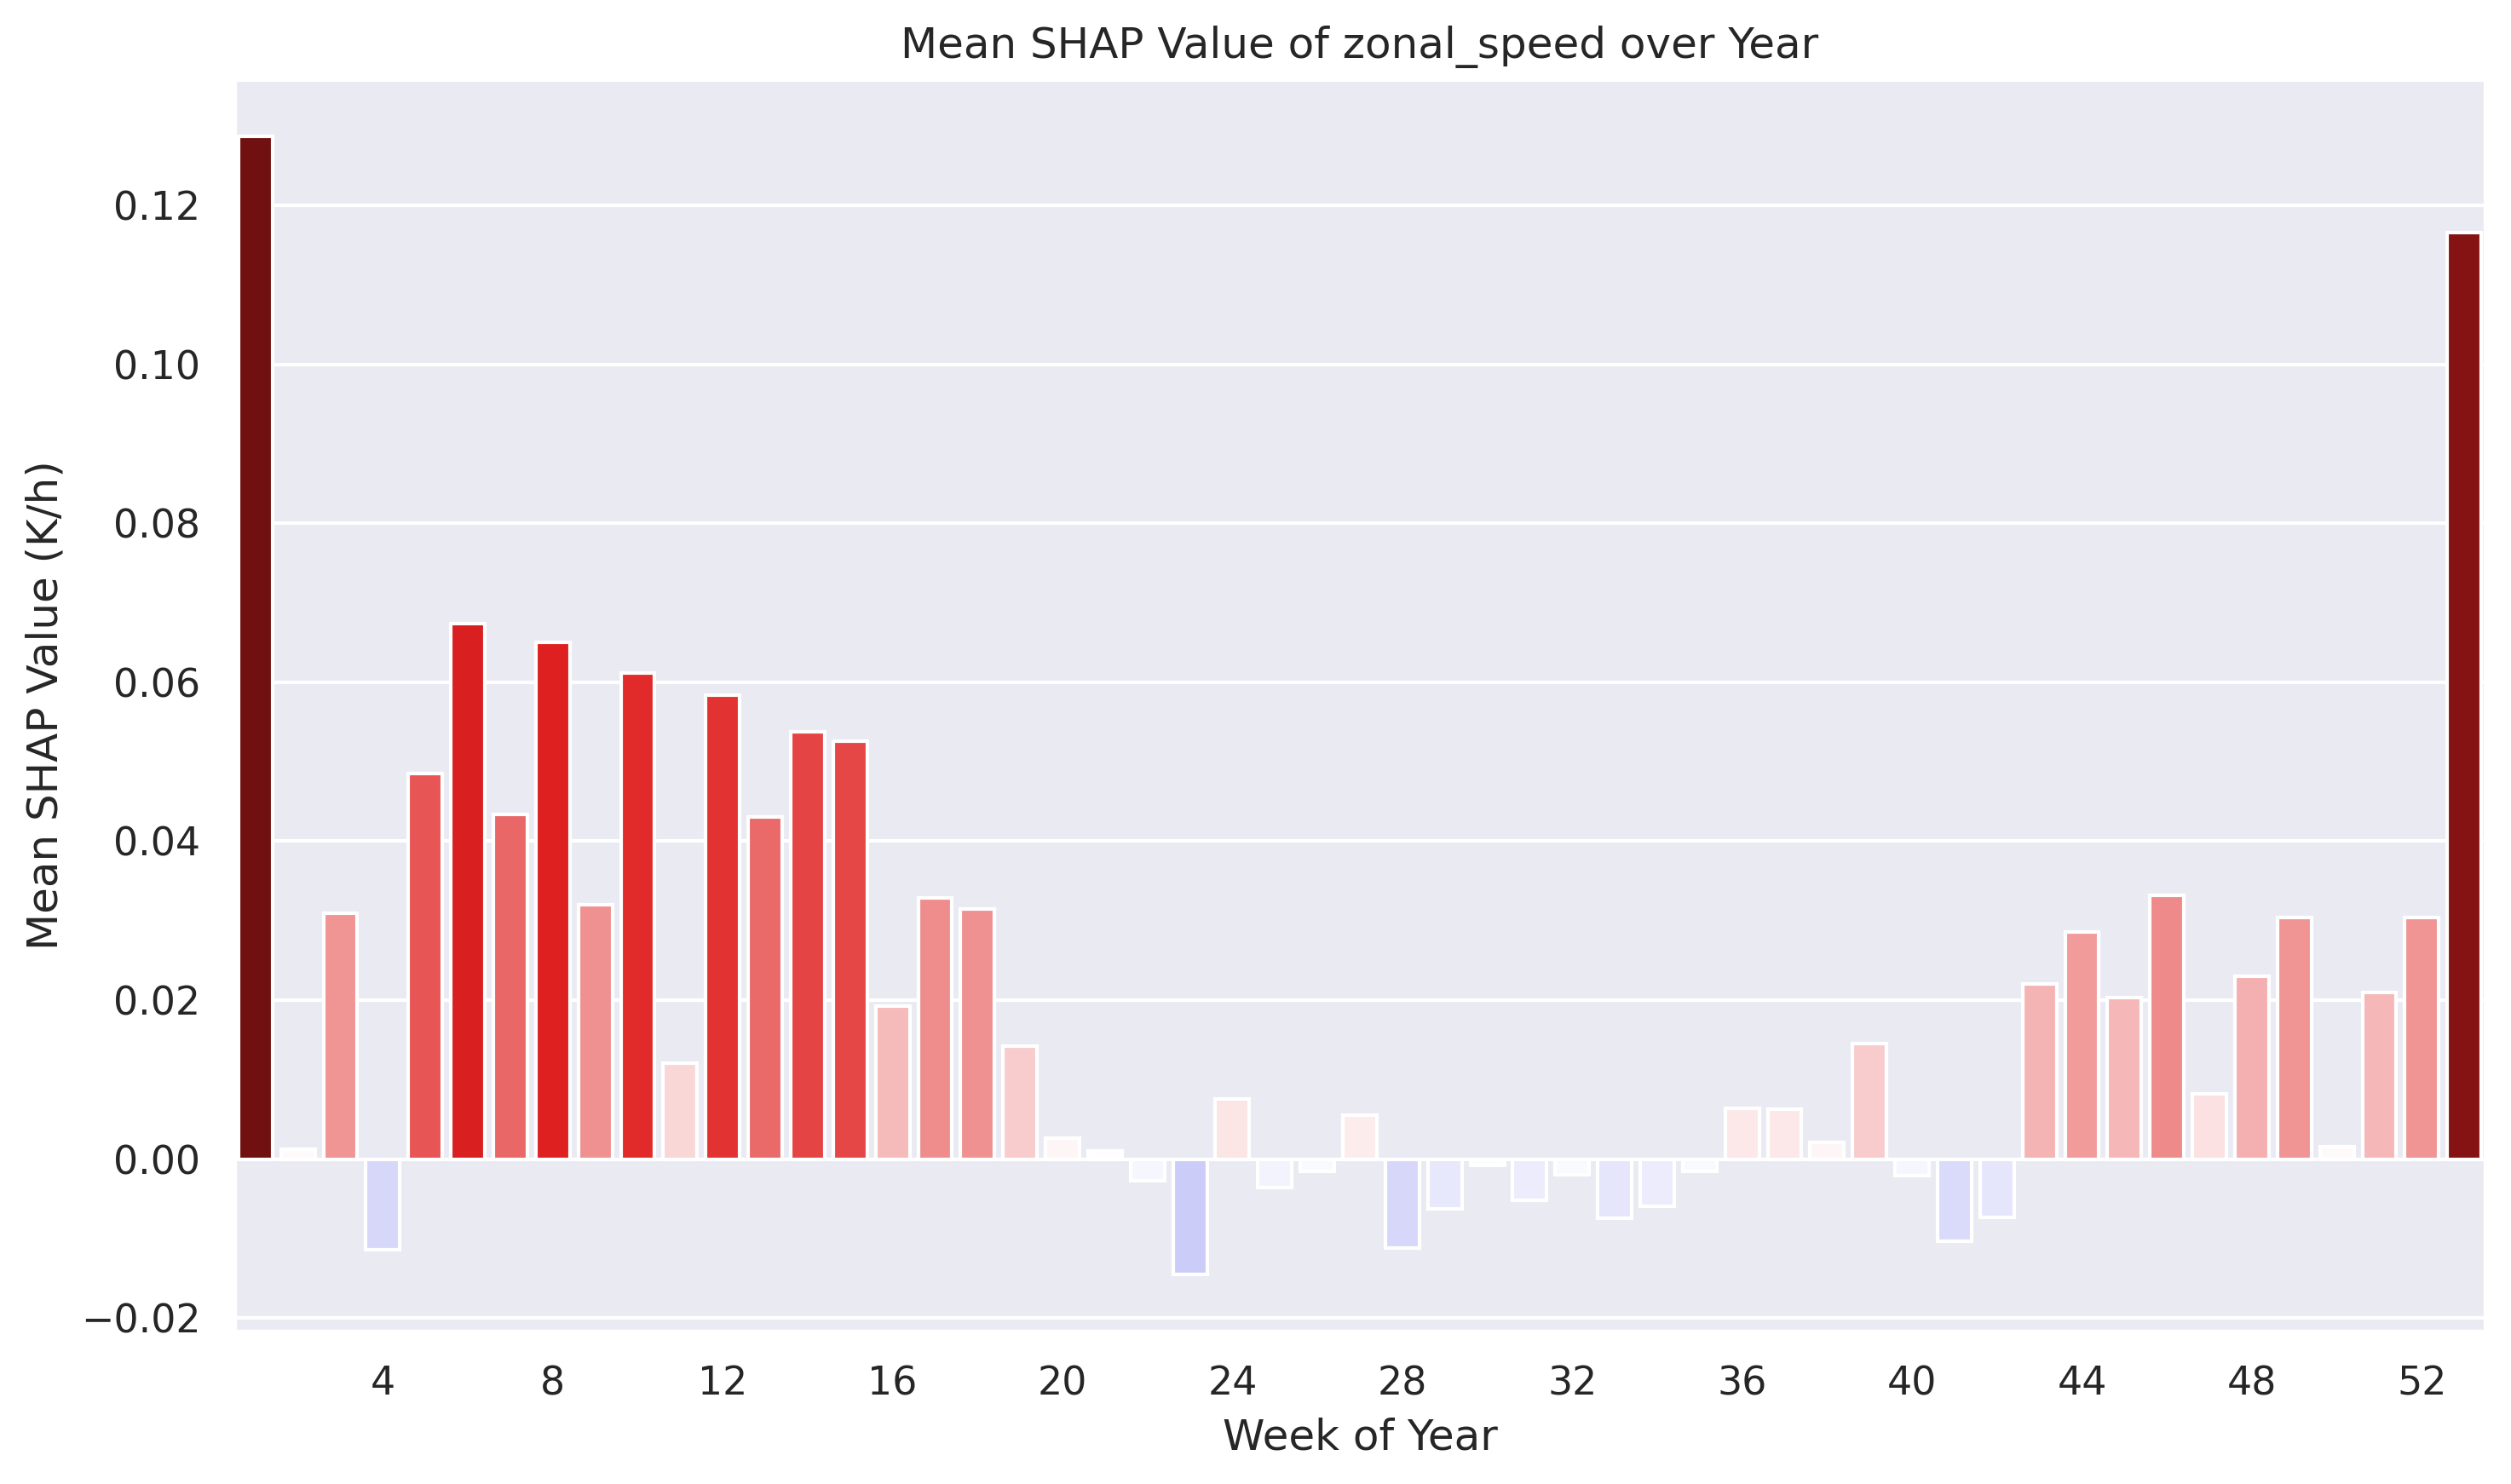 Mean SHAP Value of zonal_speed over Year
Mean SHAP Value (K/h)
0.12
0.10
0.08
0.06
0.04
0.02
0.00
−0.02
4 8 12 16 20 24 28 32 36 40 44 48 52
Week of Year